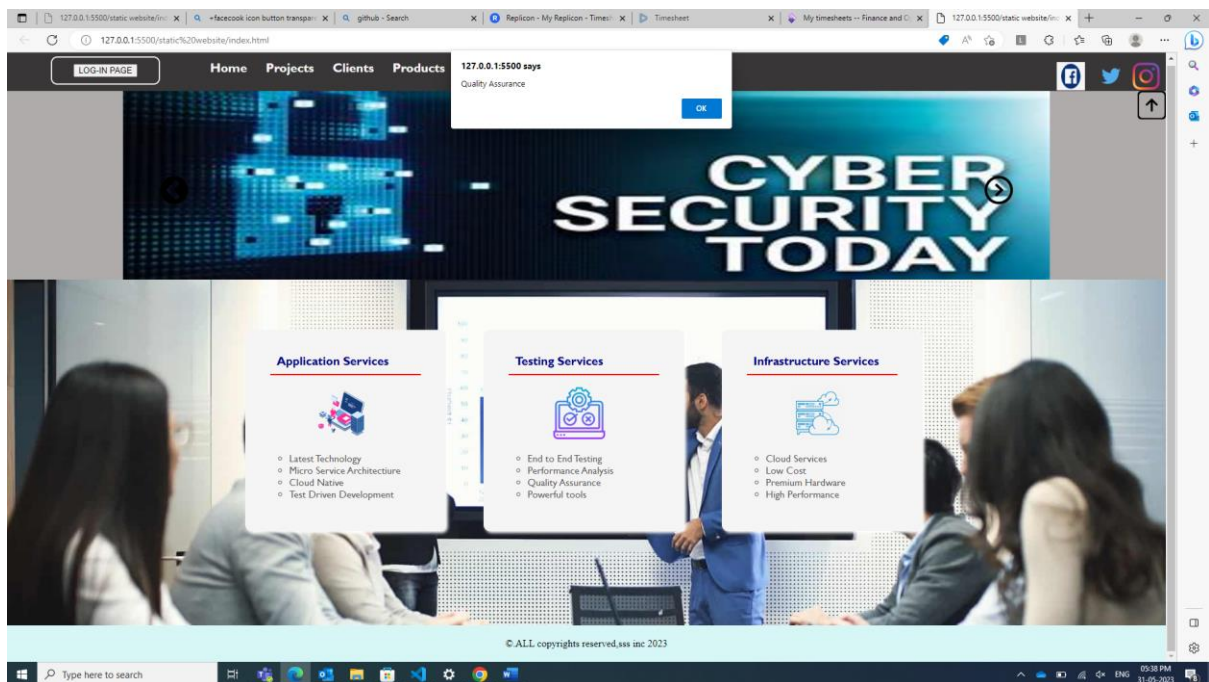 127.0.0.1:5500/static website/inc
+facecook icon button transpare
github - Search
Replicon - My Replicon - Timesh
Timesheet
My timesheets -- Finance and O
127.0.0.1:5500/static website/inc
127.0.0.1:5500/static%20website/index.html
LOG-IN PAGE
Home Projects Clients Products
127.0.0.1:5500 says
Quality Assurance
OK
CYBER
SECURITY
TODAY
Application Services
Latest Technology
Micro Service Architectiure
Cloud Native
Test Driven Development
Testing Services
End to End Testing
Performance Analysis
Quality Assurance
Powerful tools
Infrastructure Services
Cloud Services
Low Cost
Premium Hardware
High Performance
©.ALL copyrights reserved,sss inc 2023
Type here to search
ENG
05:38 PM
31-05-2023